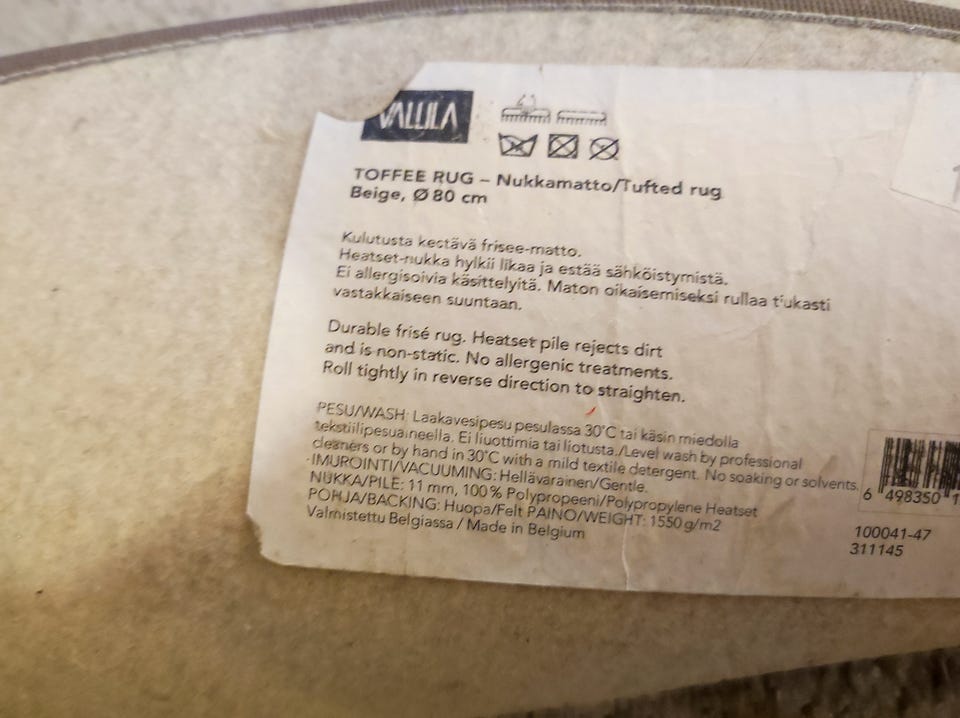 VALLILA
TOFFEE RUG – Nukkamatto/Tufted rug
Beige, Ø 80 cm
Kulutusta kestävä frisee-matto.
Heatset-nukka hylkii likaa ja estää sähköistymistä.
Ei allergisoivia käsittelyitä. Maton oikaisemiseksi rullaa tiukasti
vastakkaiseen suuntaan.
Durable frisé rug. Heatset pile rejects dirt
and is non-static. No allergenic treatments.
Roll tightly in reverse direction to straighten.
PESU/WASH: Laakavesipesu pesulassa 30°C tai käsin miedolla
tekstiilipesuaineella. Ei liuottimia tai liotusta./Level wash by professional
cleaners or by hand in 30°C with a mild textile detergent. No soaking or solvents.
·IMUROINTI/VACUUMING: Hellävarainen/Gentle.
NUKKA/PILE: 11 mm, 100% Polypropeeni/Polypropylene Heatset
POHJA/BACKING: Huopa/Felt PAINO/WEIGHT: 1550 g/m2
Valmistettu Belgiassa / Made in Belgium
6 498350 1
100041-47
311145